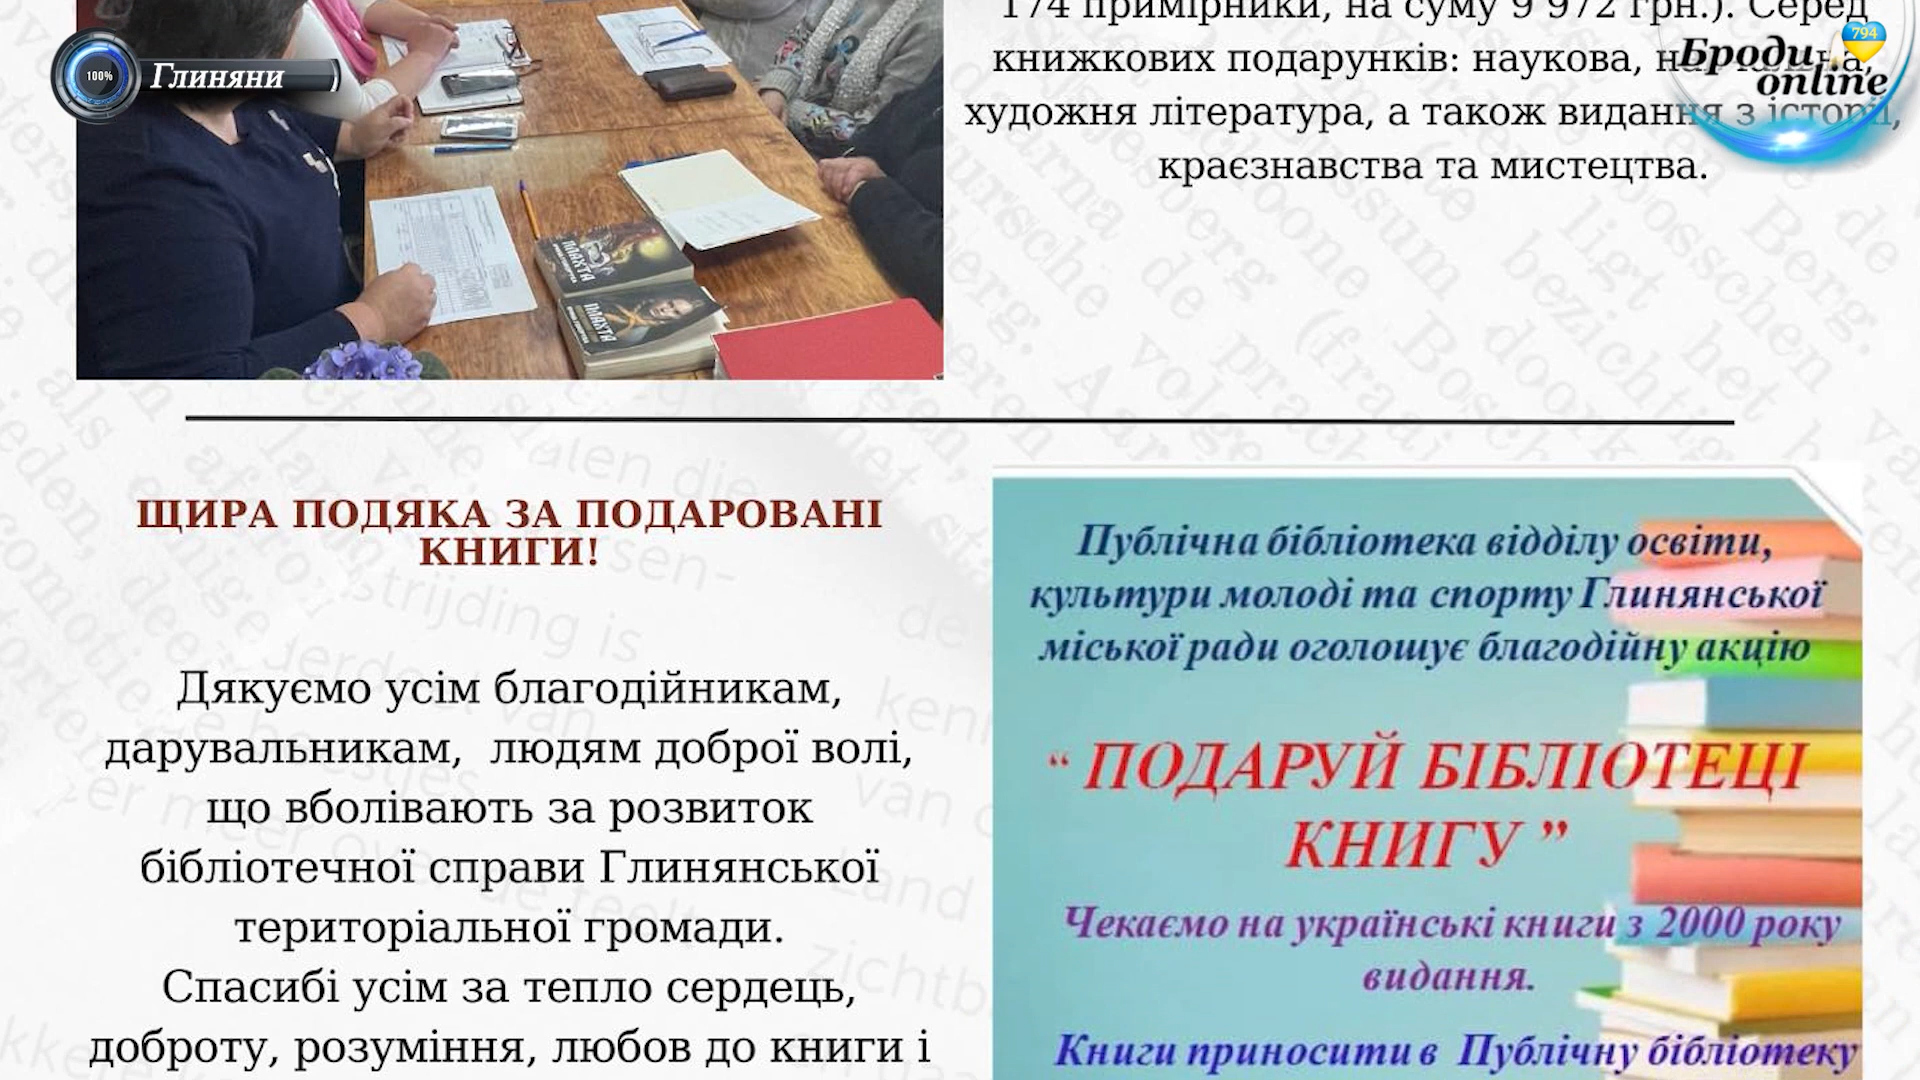 100%
Глиняни
174 примірники, на суму 9 972 грн.). Серед
книжкових подарунків: наукова,
художня література, а також видання з історії,
краєзнавства та мистецтва.
794
Броди
online
ПЛАХТА
ПЛАХТА
ЩИРА ПОДЯКА ЗА ПОДАРОВАНІ
КНИГИ!
Дякуємо усім благодійникам,
дарувальникам, людям доброї волі,
що вболівають за розвиток
бібліотечної справи Глинянської
територіальної громади.
Спасибі усім за тепло сердець,
доброту, розуміння, любов до книги і
Публічна бібліотека відділу освіти,
культури молоді та спорту Глинянської
міської ради оголошує благодійну акцію
“ ПОДАРУЙ БІБЛІОТЕЦІ
КНИГУ ”
Чекаємо на українські книги з 2000 року
видання.
Книги приносити в Публічну бібліотеку